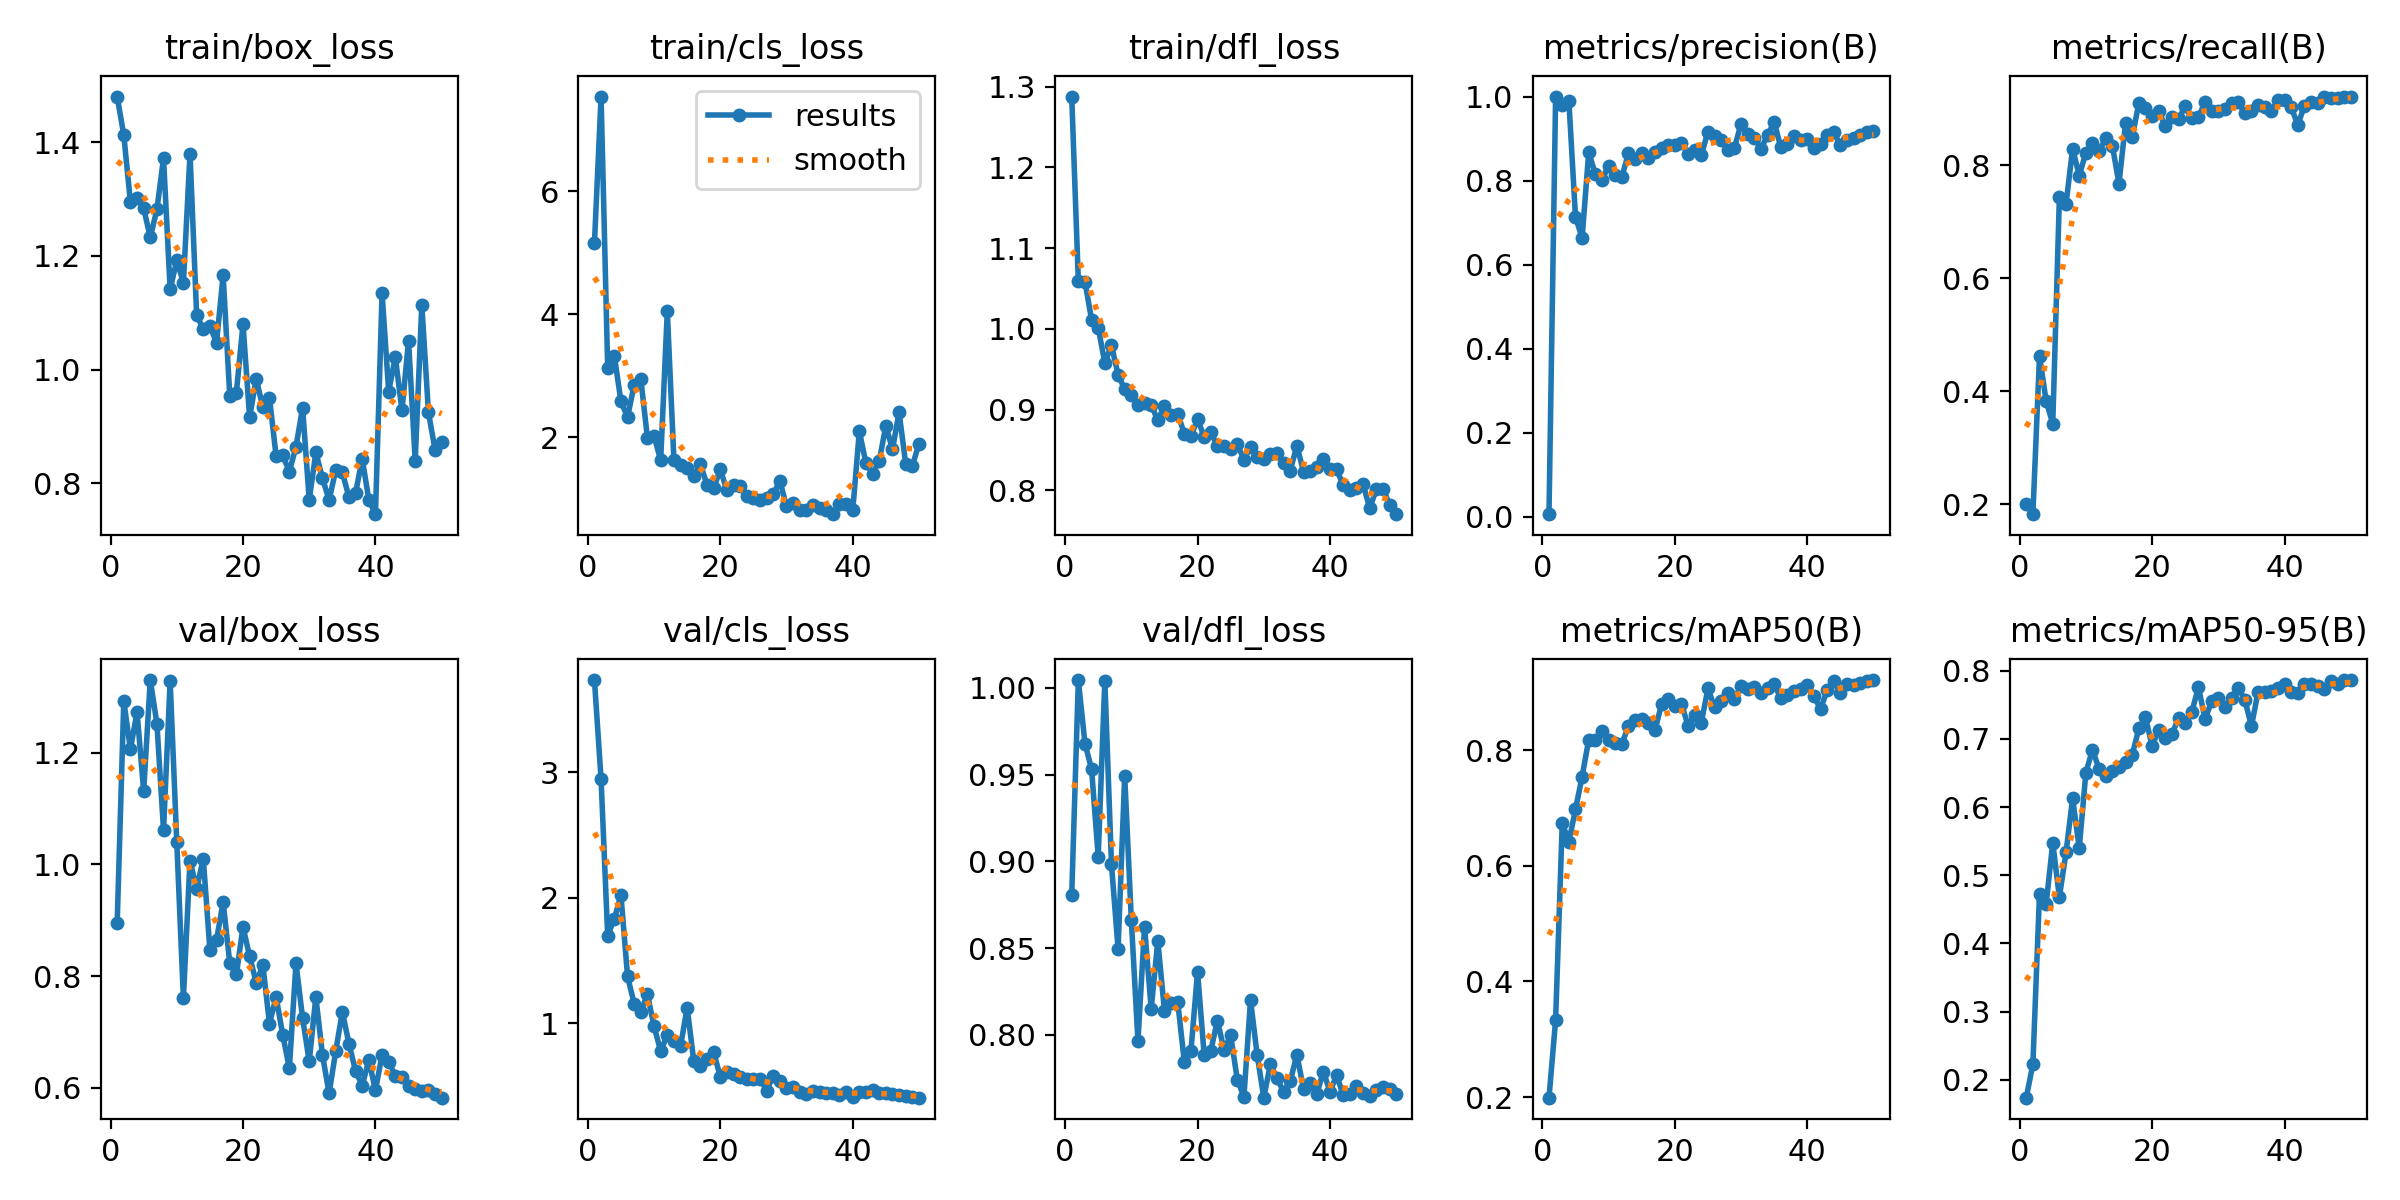 train/box_loss
train/cls_loss
train/dfl_loss
metrics/precision(B)
metrics/recall(B)
1.4
1.2
1.0
0.8
0 20 40
results
smooth
6
4
2
0 20 40
1.3
1.2
1.1
1.0
0.9
0.8
0 20 40
1.0
0.8
0.6
0.4
0.2
0.0
0 20 40
0.8
0.6
0.4
0.2
0 20 40
val/box_loss
val/cls_loss
val/dfl_loss
metrics/mAP50(B)
metrics/mAP50-95(B)
1.2
1.0
0.8
0.6
0 20 40
3
2
1
0 20 40
1.00
0.95
0.90
0.85
0.80
0 20 40
0.8
0.6
0.4
0.2
0 20 40
0.8
0.7
0.6
0.5
0.4
0.3
0.2
0 20 40